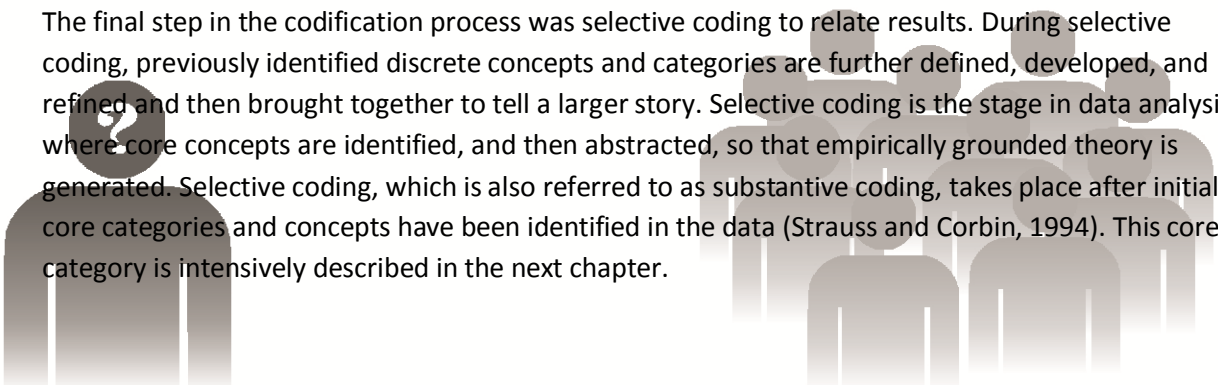 The final step in the codification process was selective coding to relate results. During selective
coding, previously identified discrete concepts and categories are further defined, developed, and
refined and then brought together to tell a larger story. Selective coding is the stage in data analysi
where core concepts are identified, and then abstracted, so that empirically grounded theory is
generated. Selective coding, which is also referred to as substantive coding, takes place after initial
core categories and concepts have been identified in the data (Strauss and Corbin, 1994). This core
category is intensively described in the next chapter.
?